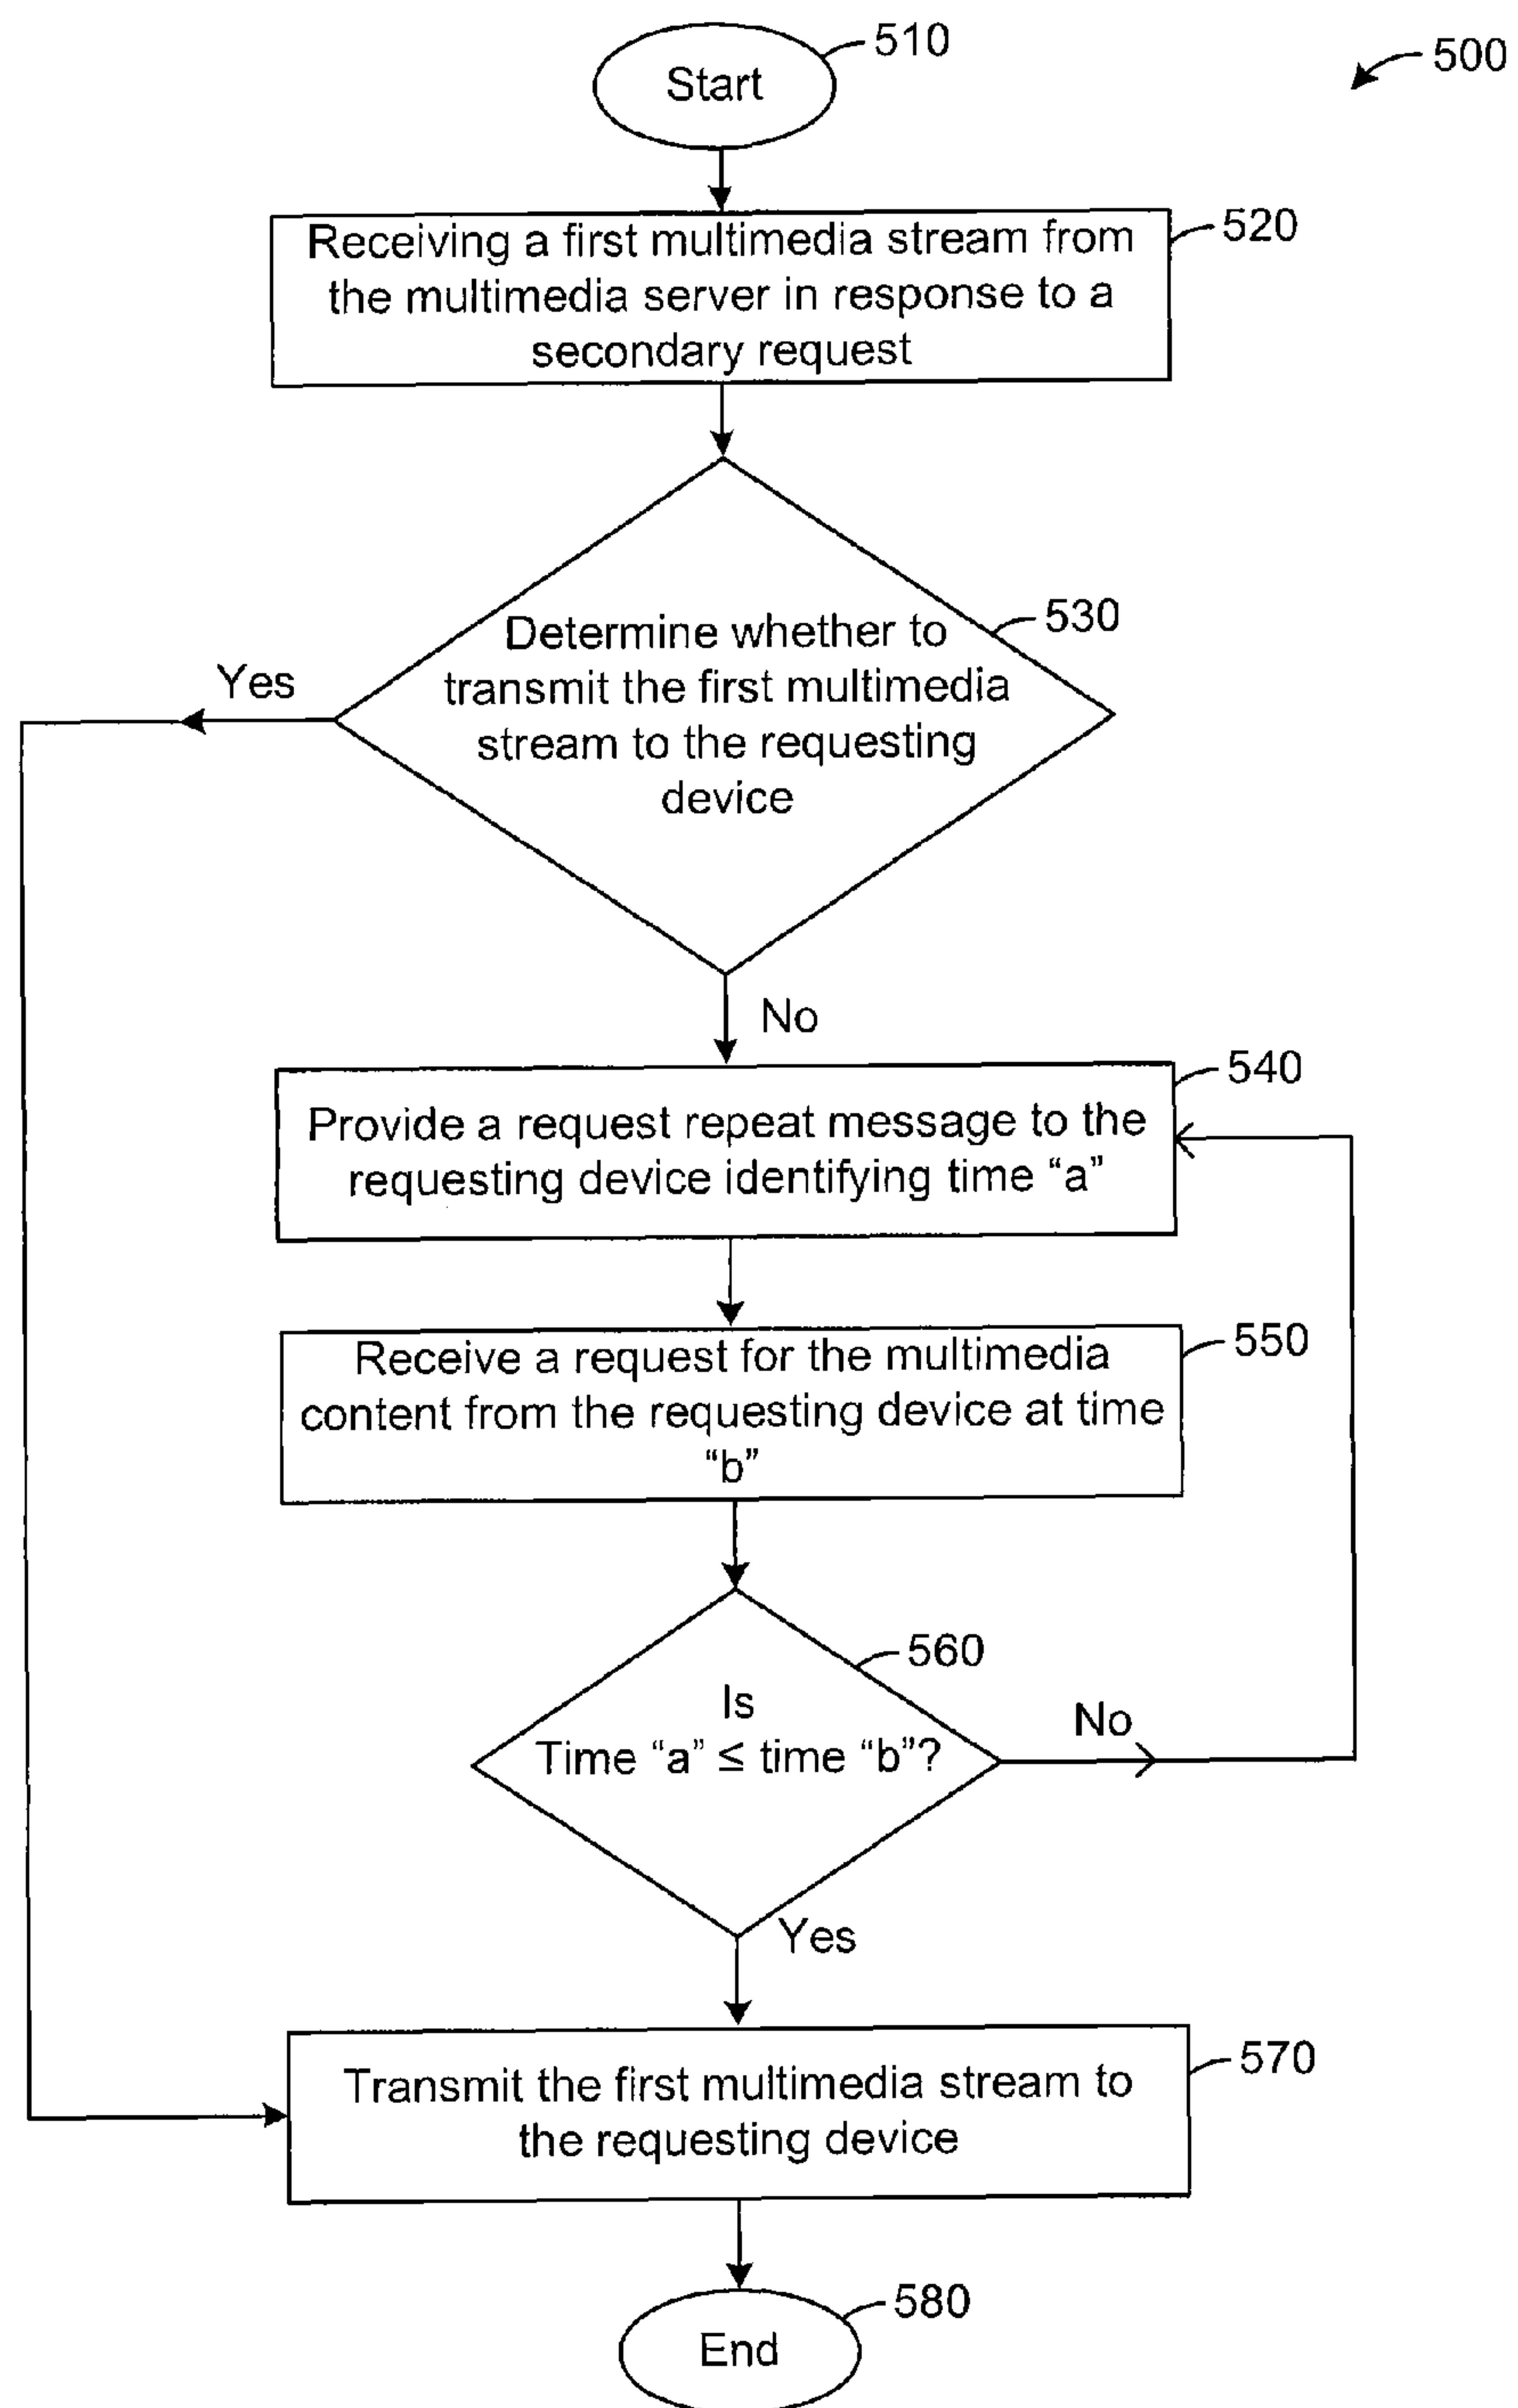 510
500
Start
520
Receiving a first multimedia stream from
the multimedia server in response to a
secondary request
530
Determine whether to
transmit the first multimedia
stream to the requesting
device
Yes
No
540
Provide a request repeat message to the
requesting device identifying time “a”
550
Receive a request for the multimedia
content from the requesting device at time
“b”
560
Is
Time “a” ≤ time “b”?
No
Yes
570
Transmit the first multimedia stream to
the requesting device
580
End